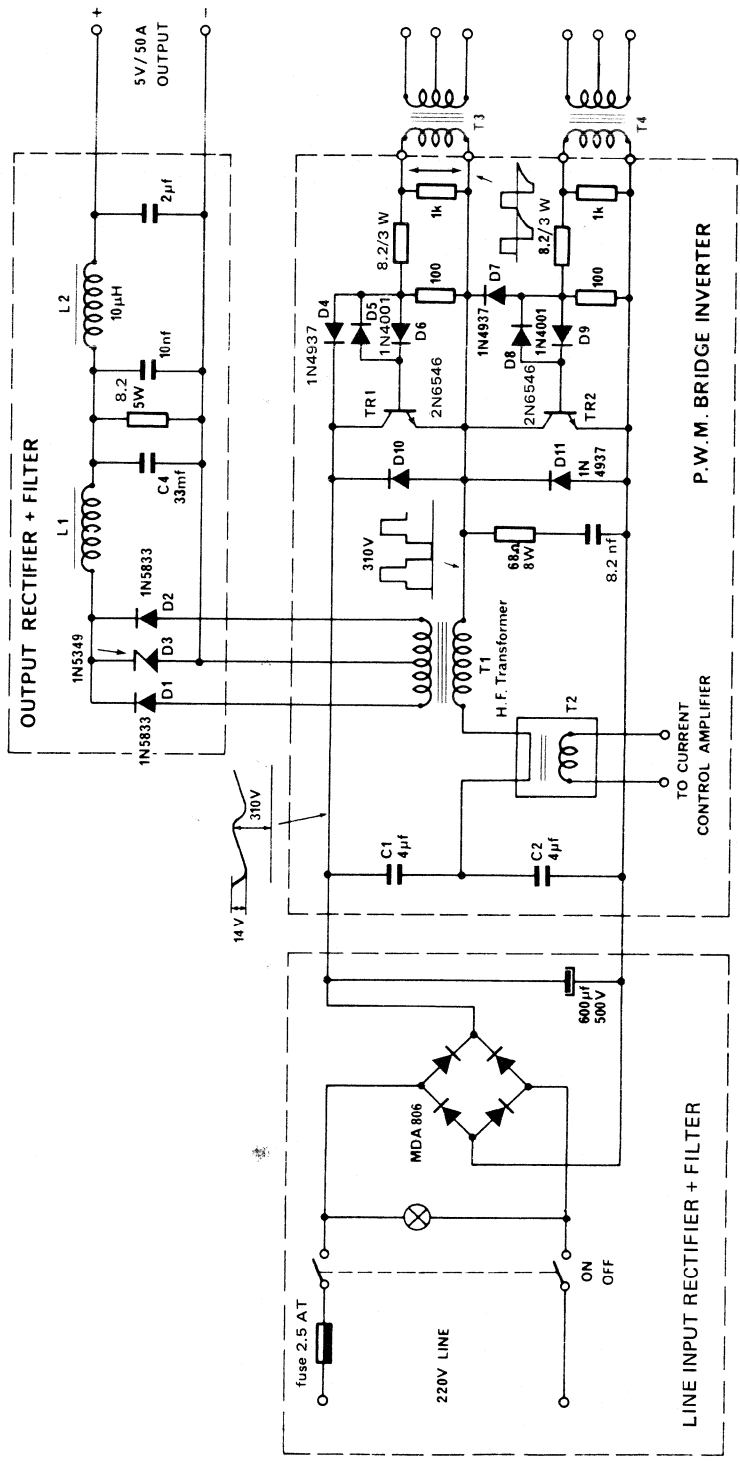 OUTPUT RECTIFIER + FILTER
1N5833
D1
1N5349
D3
1N5833
D2
L1
C4
33mf
8.2
5W
10nf
L2
10µH
2µf
+
-
5V/50A
OUTPUT
LINE INPUT RECTIFIER + FILTER
fuse 2.5 AT
220V LINE
ON
OFF
MDA 806
600µf
500V
P.W.M. BRIDGE INVERTER
14V
310V
C1
4µf
C2
4µf
T1
H.F. Transformer
T2
TO CURRENT
CONTROL AMPLIFIER
310V
68Ω
8W
8.2 nf
D10
D11
1N
4937
TR1
2N6546
TR2
2N6546
1N4937
D4
D5
1N4001
D6
8.2/3 W
100
1k
1N4937
D7
D8
1N4001
D9
8.2/3 W
100
1k
T3
T4